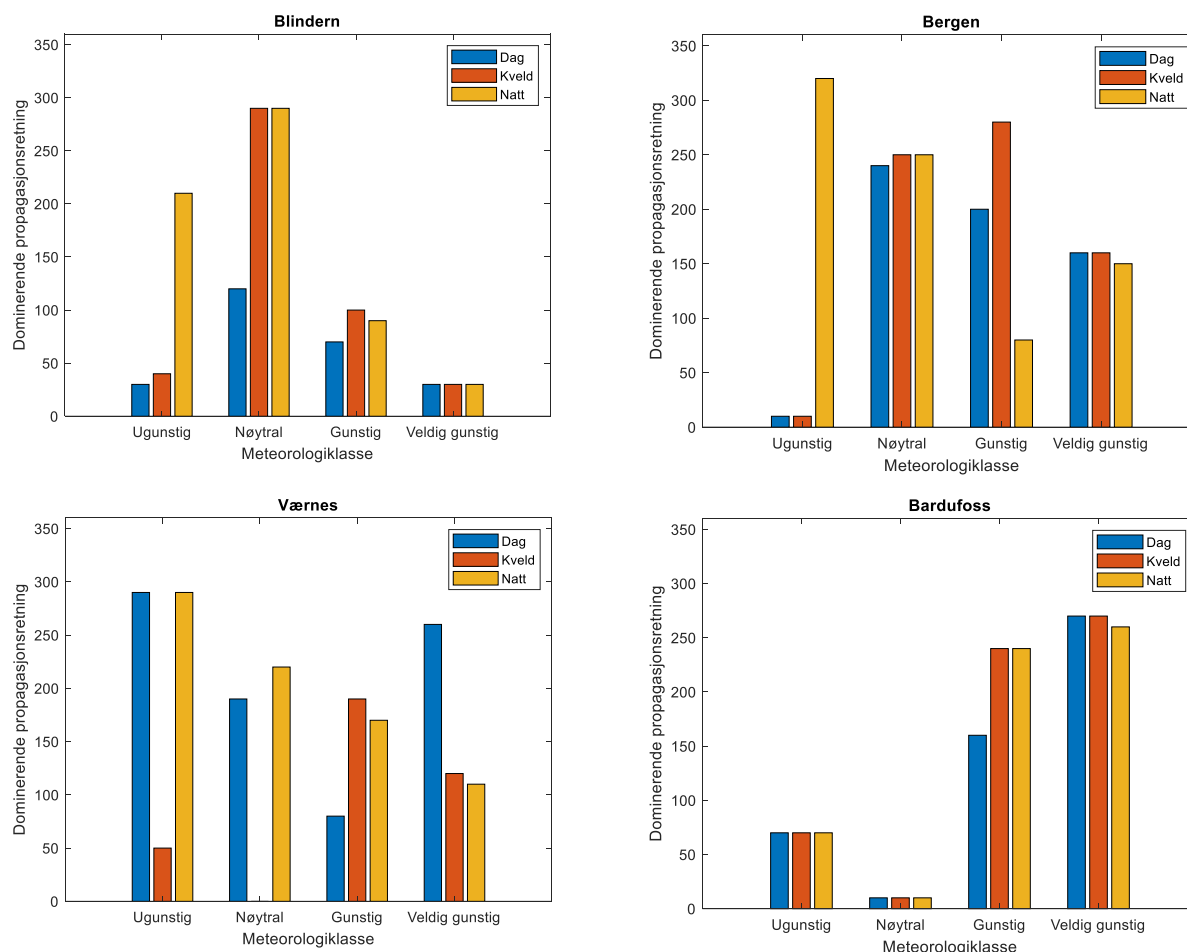 Blindern
Dominerende propagasjonsretning
350
300
250
200
150
100
50
0
Dag
Kveld
Natt
Ugunstig Nøytral Gunstig Veldig gunstig
Meteorologiklasse
Bergen
Dominerende propagasjonsretning
350
300
250
200
150
100
50
0
Dag
Kveld
Natt
Ugunstig Nøytral Gunstig Veldig gunstig
Meteorologiklasse
Værnes
Dominerende propagasjonsretning
350
300
250
200
150
100
50
0
Dag
Kveld
Natt
Ugunstig Nøytral Gunstig Veldig gunstig
Meteorologiklasse
Bardufoss
Dominerende propagasjonsretning
350
300
250
200
150
100
50
0
Dag
Kveld
Natt
Ugunstig Nøytral Gunstig Veldig gunstig
Meteorologiklasse